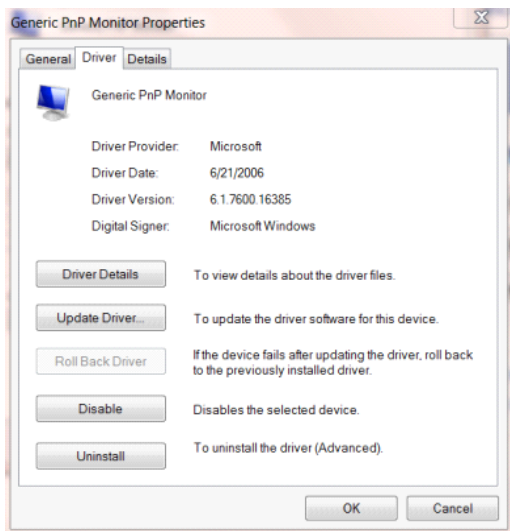 Generic PnP Monitor Properties
General Driver Details
Generic PnP Monitor
Driver Provider: Microsoft
Driver Date: 6/21/2006
Driver Version: 6.1.7600.16385
Digital Signer: Microsoft Windows
Driver Details To view details about the driver files.
Update Driver... To update the driver software for this device.
Roll Back Driver If the device fails after updating the driver, roll back
to the previously installed driver.
Disable Disables the selected device.
Uninstall To uninstall the driver (Advanced).
OK Cancel